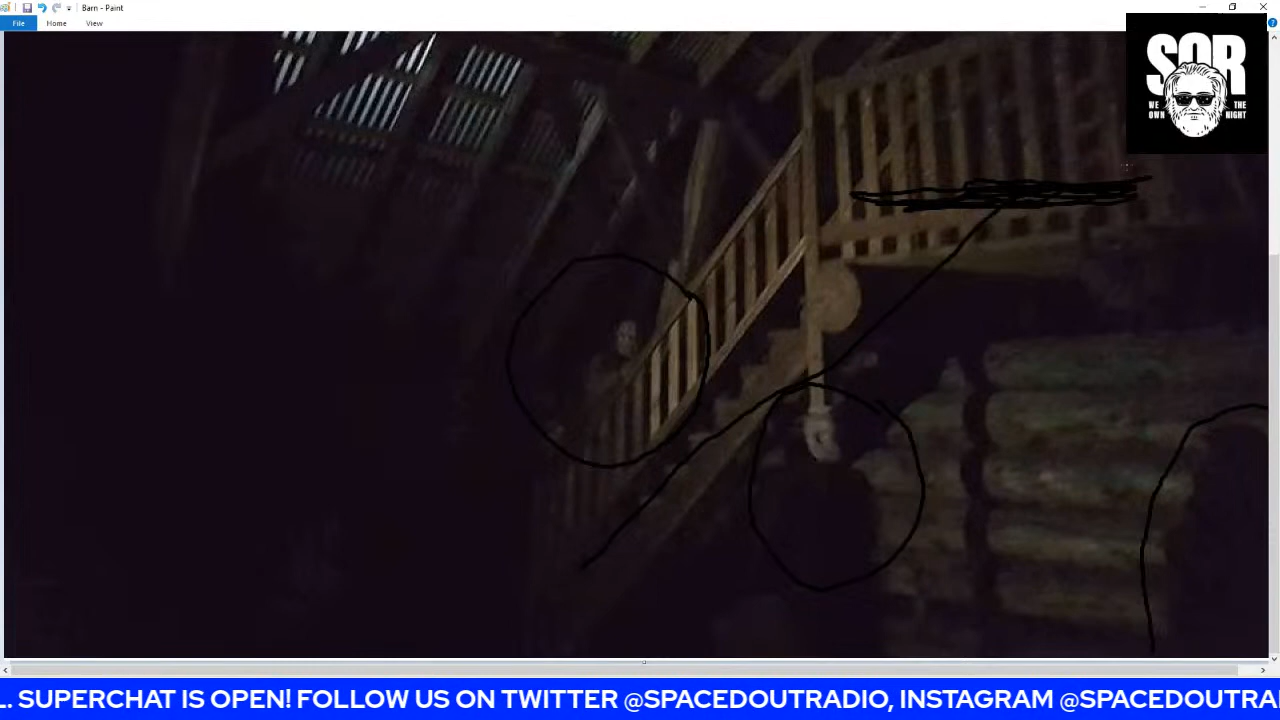 Barn - Paint
File Home View
SOR
WE THE
OWN NIGHT
L. SUPERCHAT IS OPEN! FOLLOW US ON TWITTER @SPACEDOUTRADIO, INSTAGRAM @SPACEDOUTRA